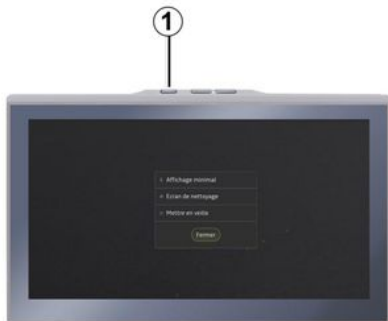 1
Affichage minimal
Ecran de nettoyage
Mettre en veille
Fermer